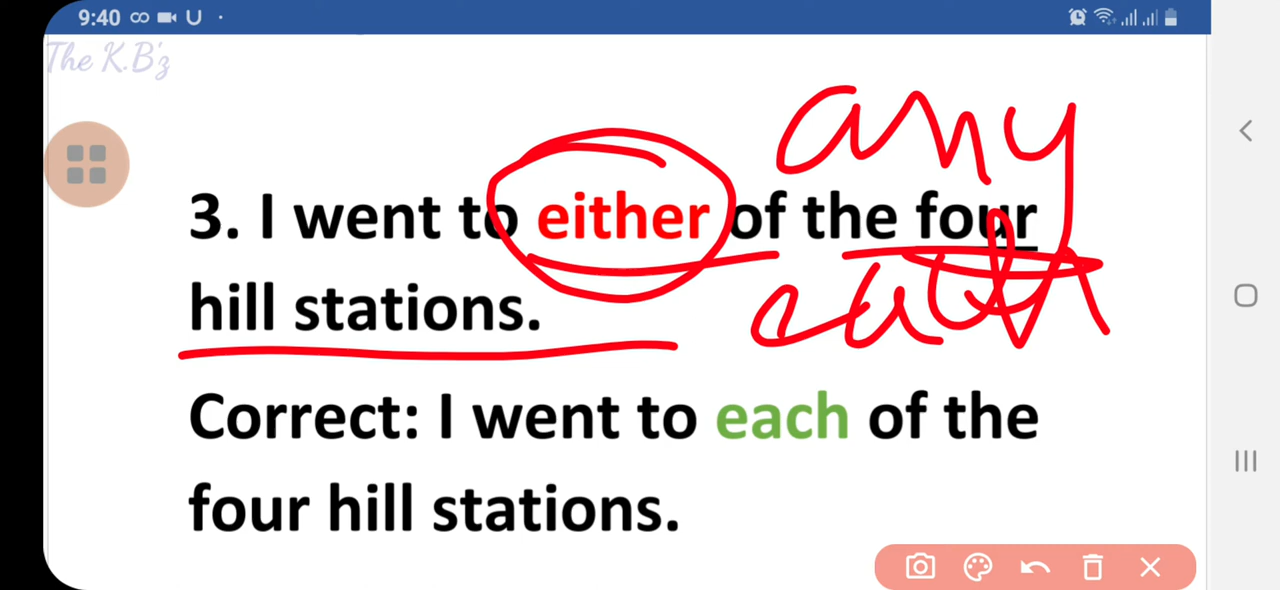 9:40
The K.B'z
any
3. I went to either of the four
hill stations.
each
Correct: I went to each of the
four hill stations.